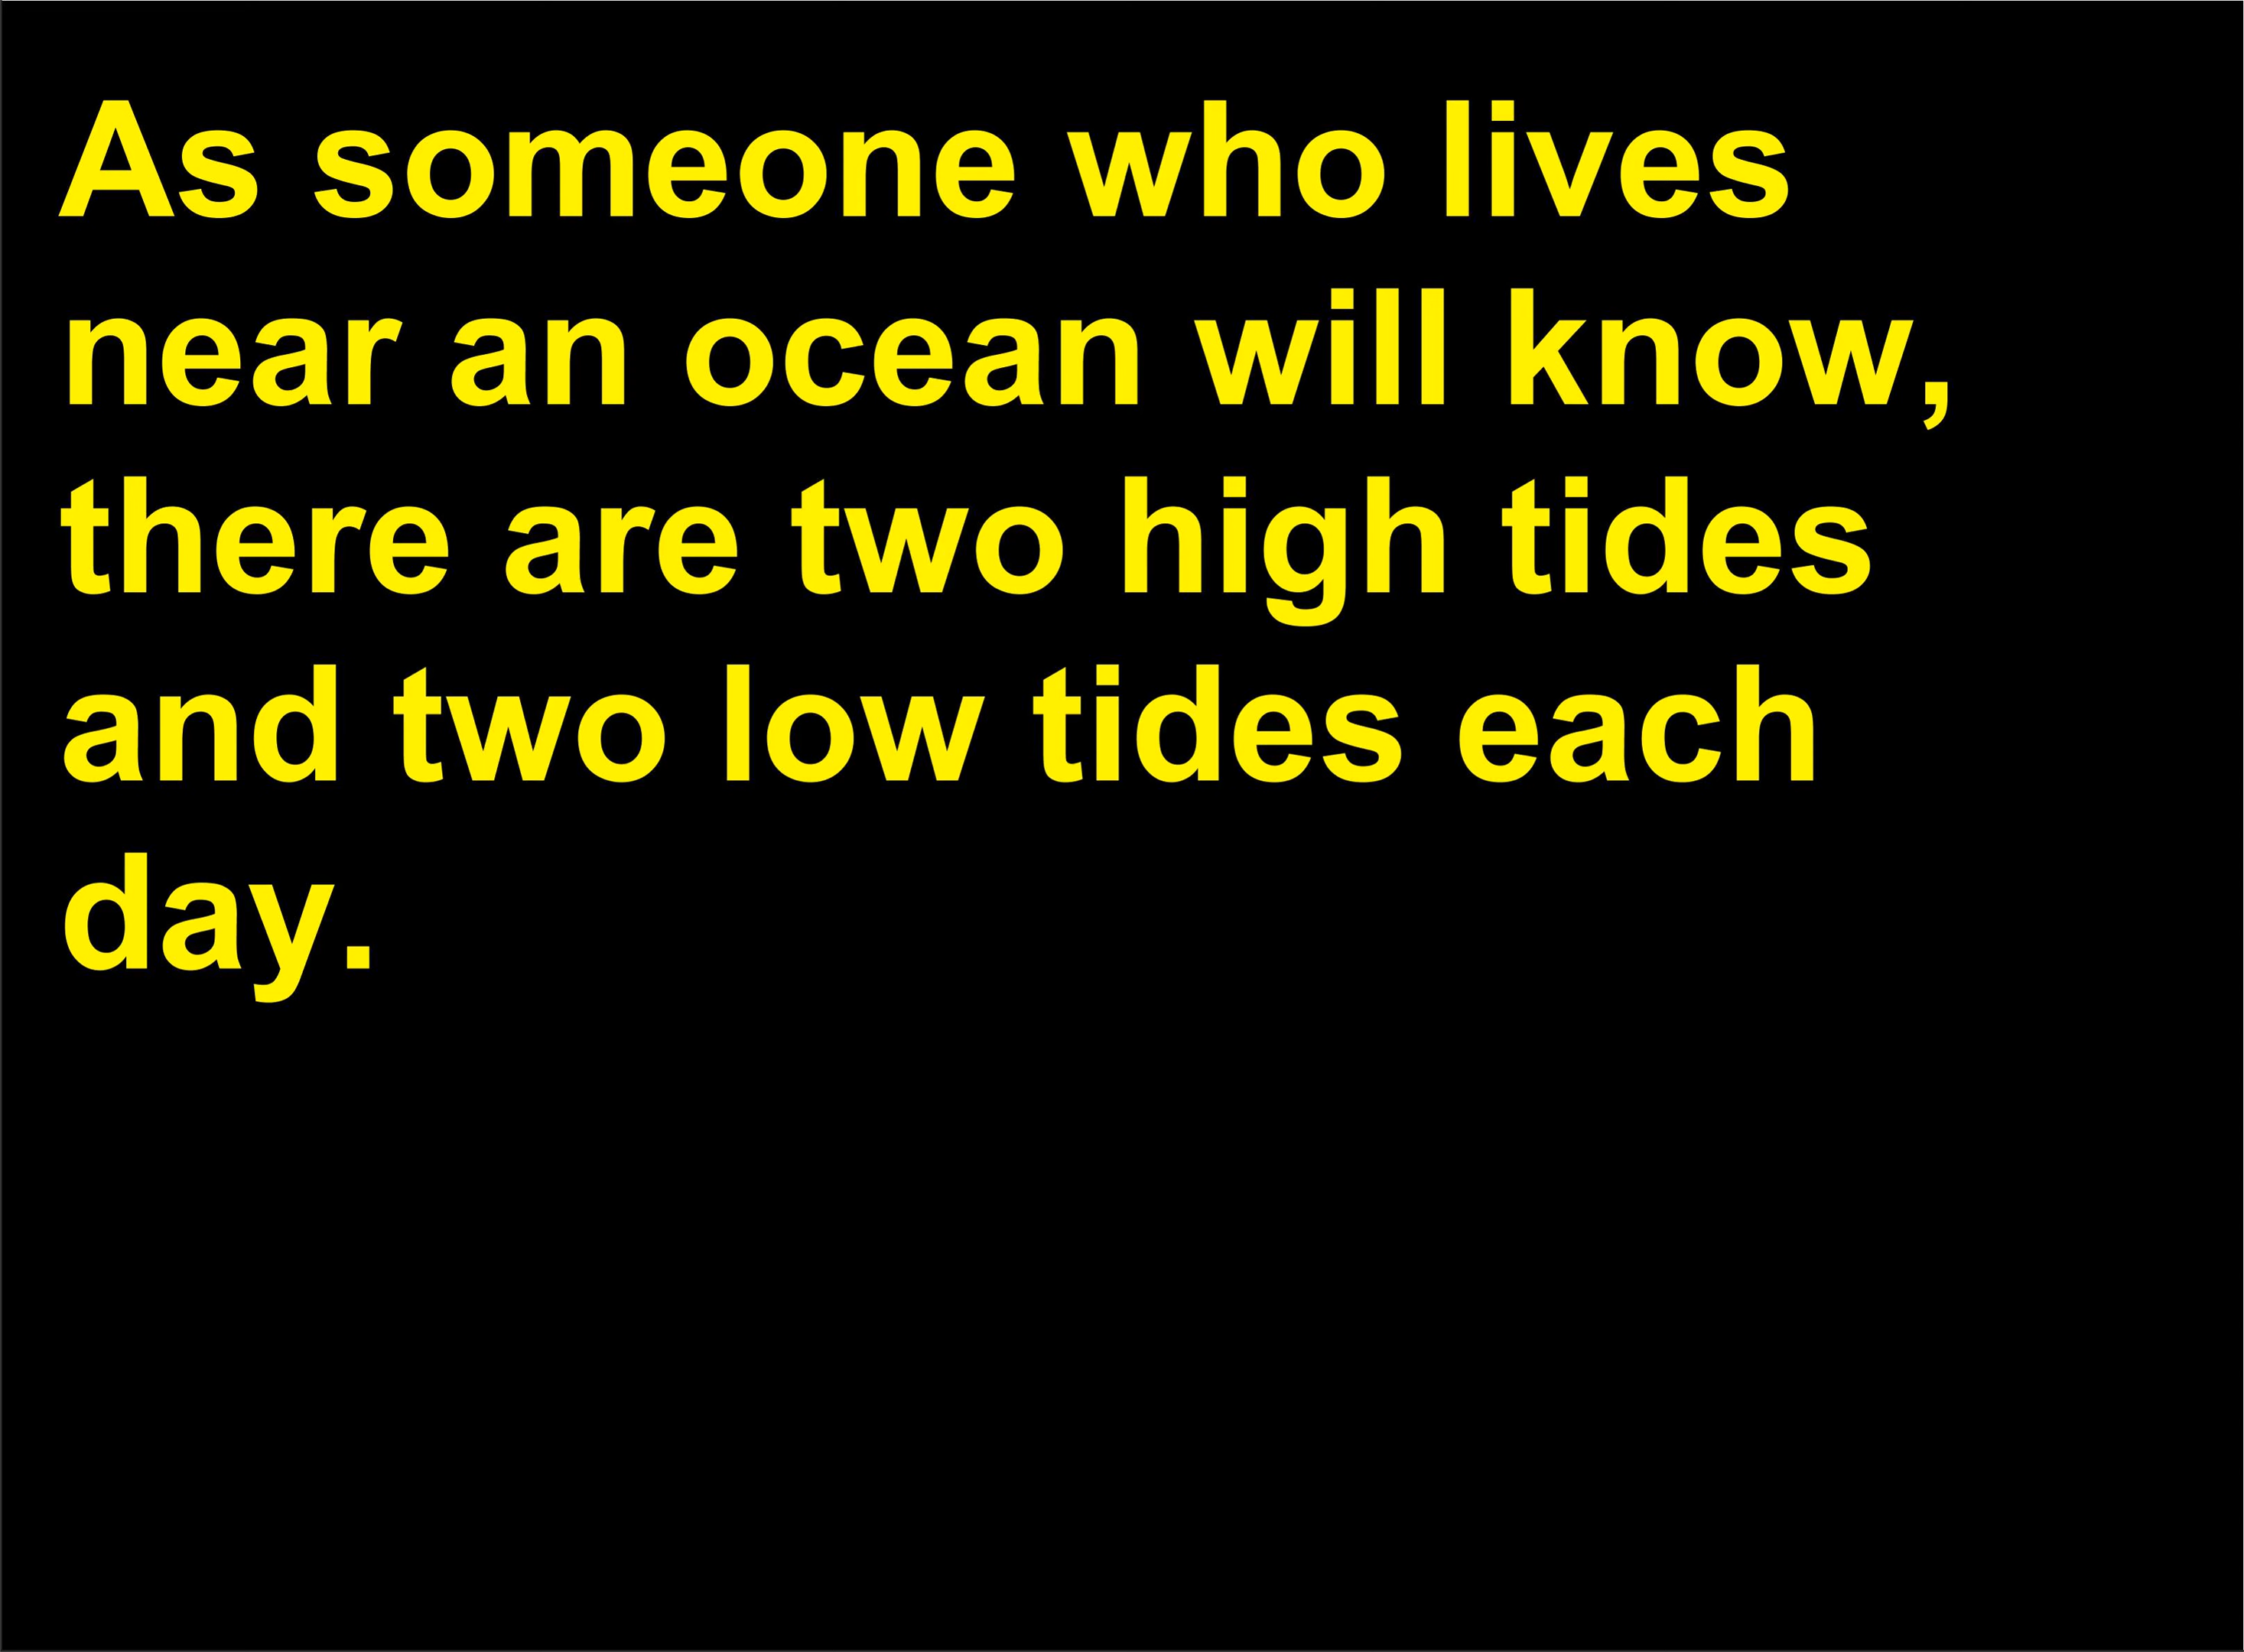 As someone who lives
near an ocean will know,
there are two high tides
and two low tides each
day.